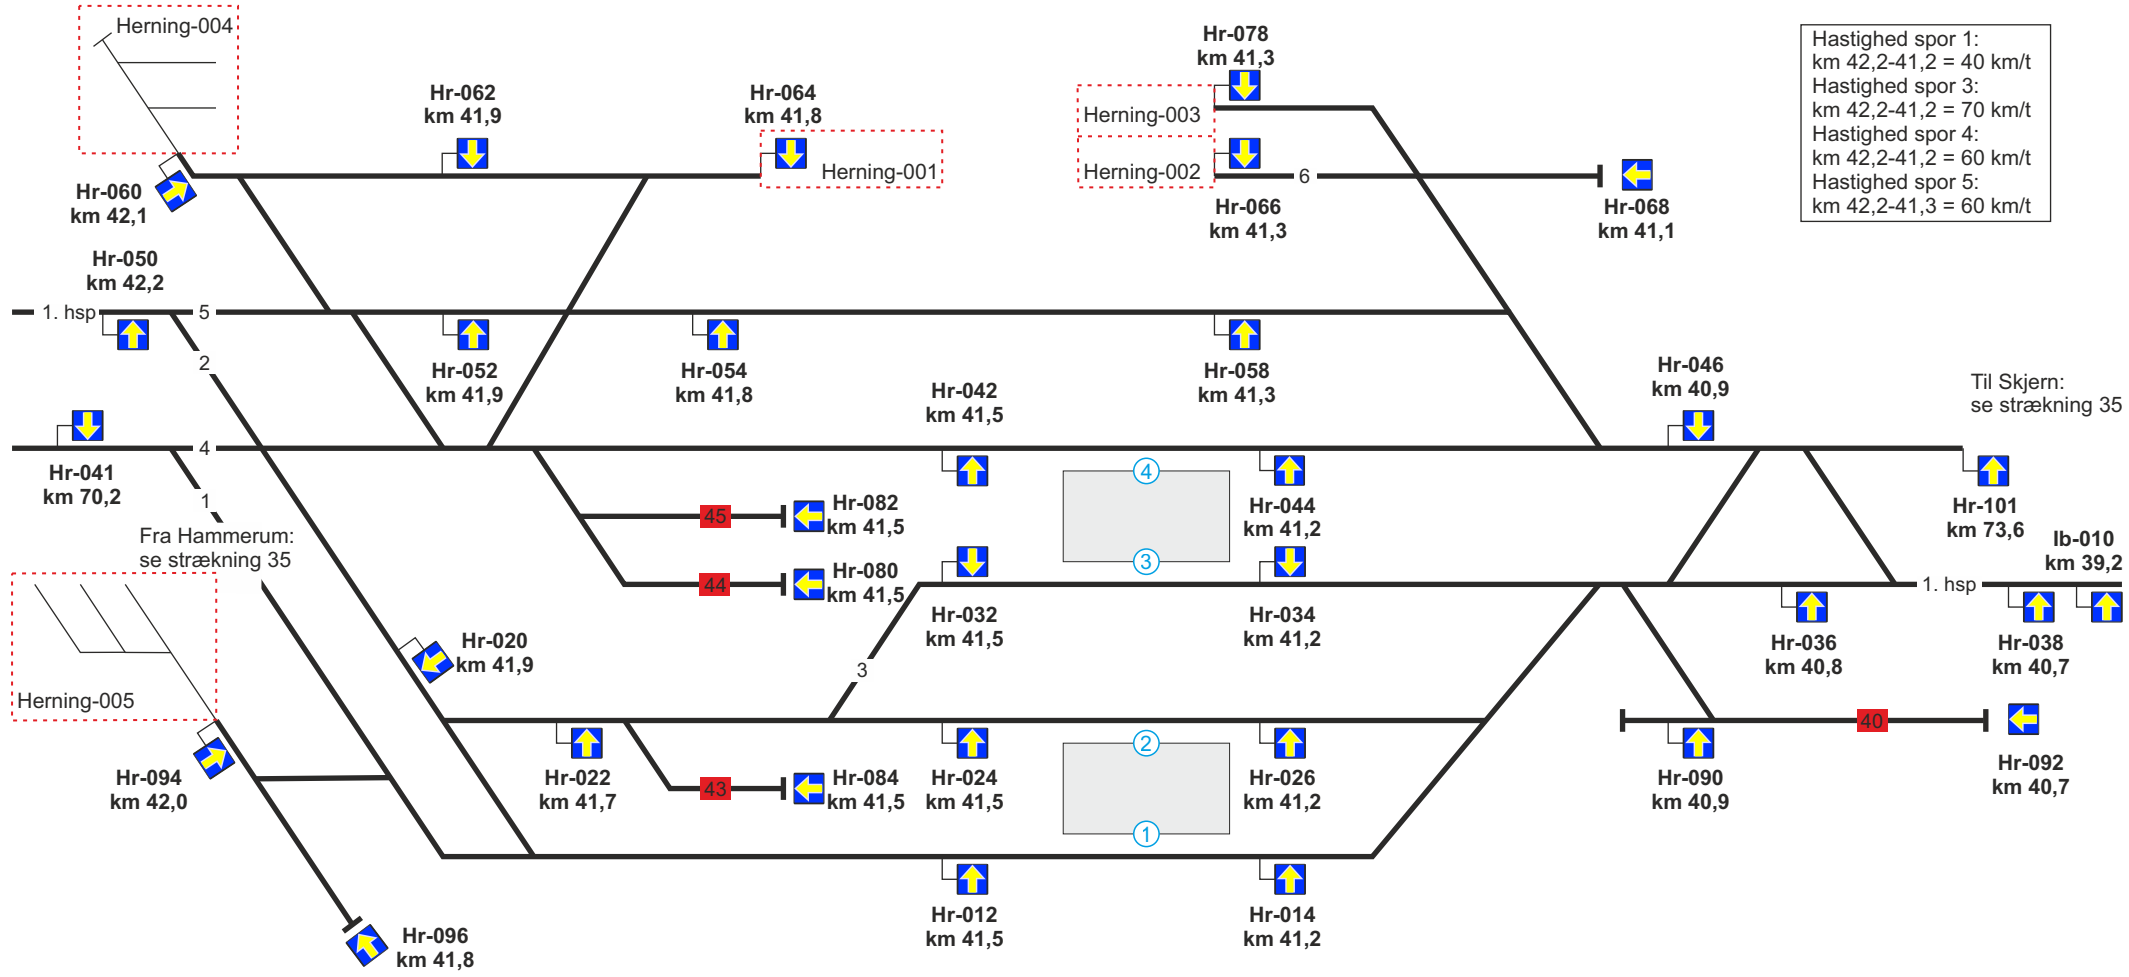 Herning-004
Hr-078
km 41,3
Hastighed spor 1:
km 42,2-41,2 = 40 km/t
Hastighed spor 3:
km 42,2-41,2 = 70 km/t
Hastighed spor 4:
km 42,2-41,2 = 60 km/t
Hastighed spor 5:
km 42,2-41,3 = 60 km/t
Hr-062
km 41,9
Hr-064
km 41,8
Herning-003
Herning-001
Herning-002
6
Hr-060
km 42,1
Hr-066
km 41,3
Hr-068
km 41,1
Hr-050
km 42,2
1. hsp
5
2
Hr-052
km 41,9
Hr-054
km 41,8
Hr-058
km 41,3
Hr-042
km 41,5
Hr-046
km 40,9
Til Skjern:
se strækning 35
4
Hr-041
km 70,2
1
Fra Hammerum:
se strækning 35
4
45
Hr-082
km 41,5
Hr-044
km 41,2
Hr-101
km 73,6
3
44
Hr-080
km 41,5
Ib-010
km 39,2
1. hsp
Hr-032
km 41,5
Hr-034
km 41,2
Hr-020
km 41,9
3
Hr-036
km 40,8
Hr-038
km 40,7
Herning-005
Hr-094
km 42,0
Hr-022
km 41,7
43
Hr-084
km 41,5
Hr-024
km 41,5
2
Hr-026
km 41,2
40
Hr-090
km 40,9
Hr-092
km 40,7
1
Hr-012
km 41,5
Hr-014
km 41,2
Hr-096
km 41,8